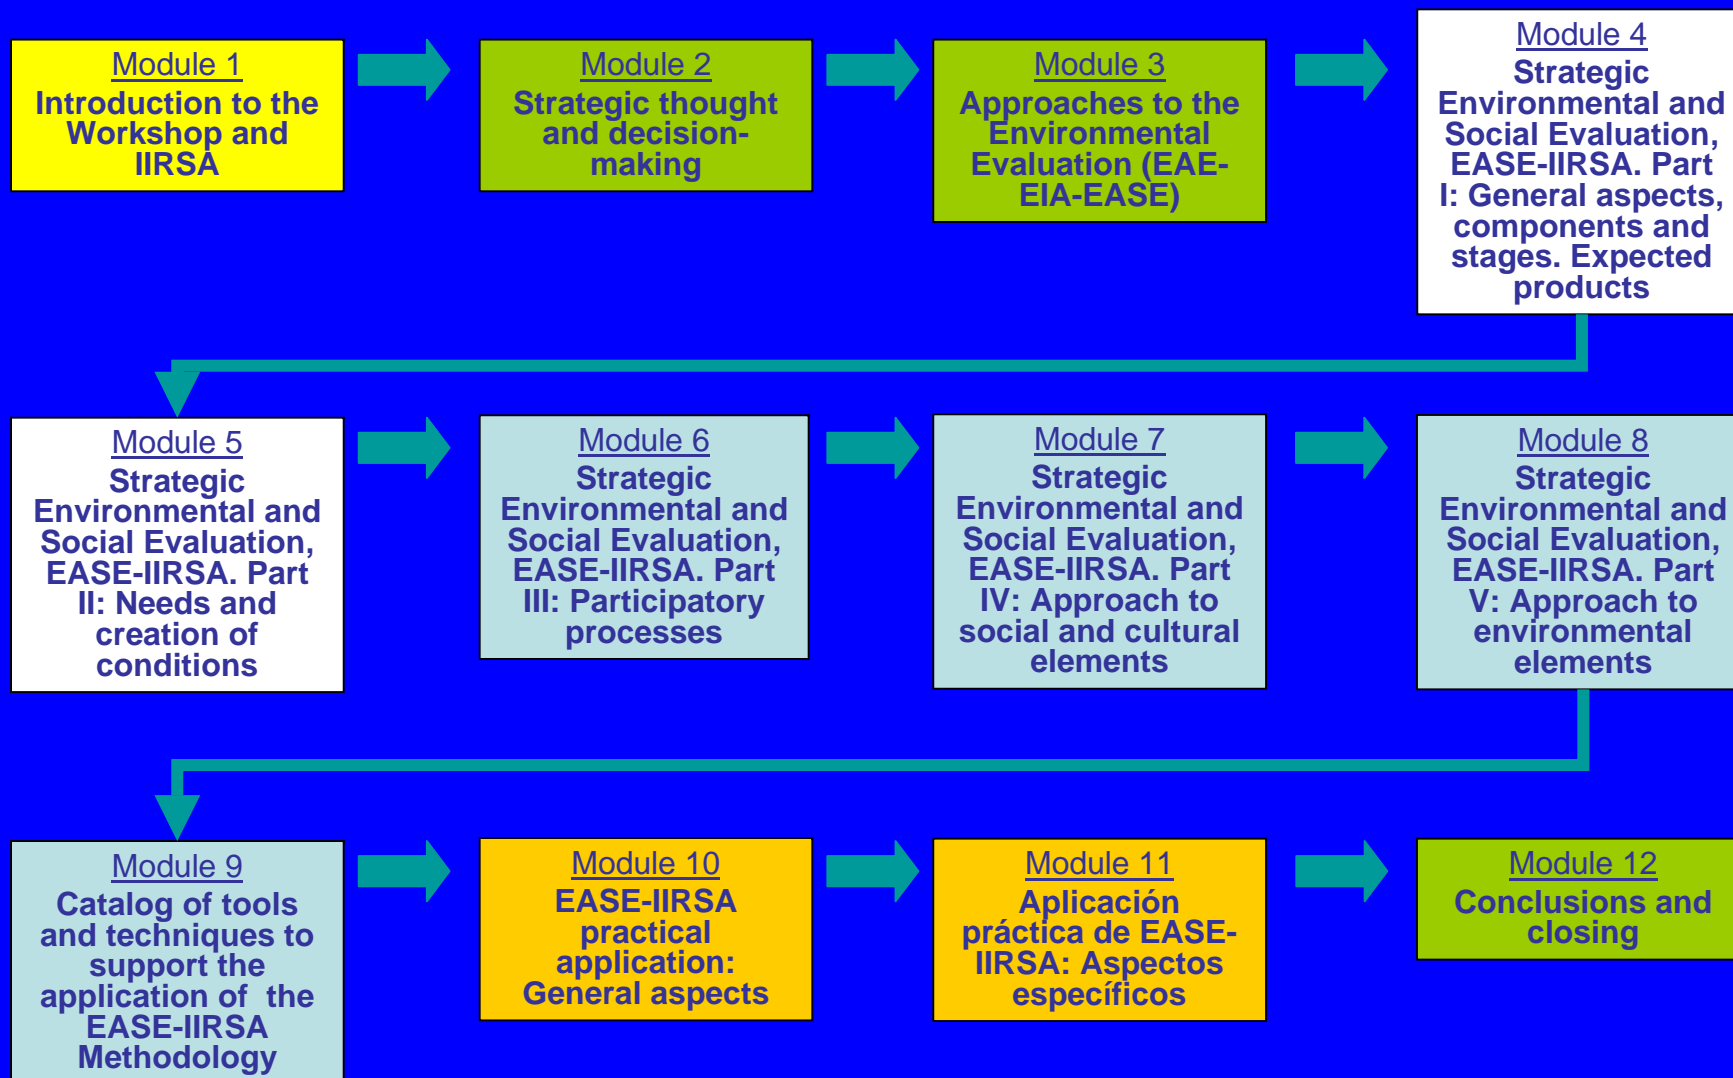 Module 1
Introduction to the
Workshop and
IIRSA
Module 2
Strategic thought
and decision-
making
Module 3
Approaches to the
Environmental
Evaluation (EAE-
EIA-EASE)
Module 4
Strategic
Environmental and
Social Evaluation,
EASE-IIRSA. Part
I: General aspects,
components and
stages. Expected
products
Module 5
Strategic
Environmental and
Social Evaluation,
EASE-IIRSA. Part
II: Needs and
creation of
conditions
Module 6
Strategic
Environmental and
Social Evaluation,
EASE-IIRSA. Part
III: Participatory
processes
Module 7
Strategic
Environmental and
Social Evaluation,
EASE-IIRSA. Part
IV: Approach to
social and cultural
elements
Module 8
Strategic
Environmental and
Social Evaluation,
EASE-IIRSA. Part
V: Approach to
environmental
elements
Module 9
Catalog of tools
and techniques to
support the
application of  the
EASE-IIRSA
Methodology
Module 10
EASE-IIRSA
practical
application:
General aspects
Module 11
Aplicación
práctica de EASE-
IIRSA: Aspectos
específicos
Module 12
Conclusions and
closing